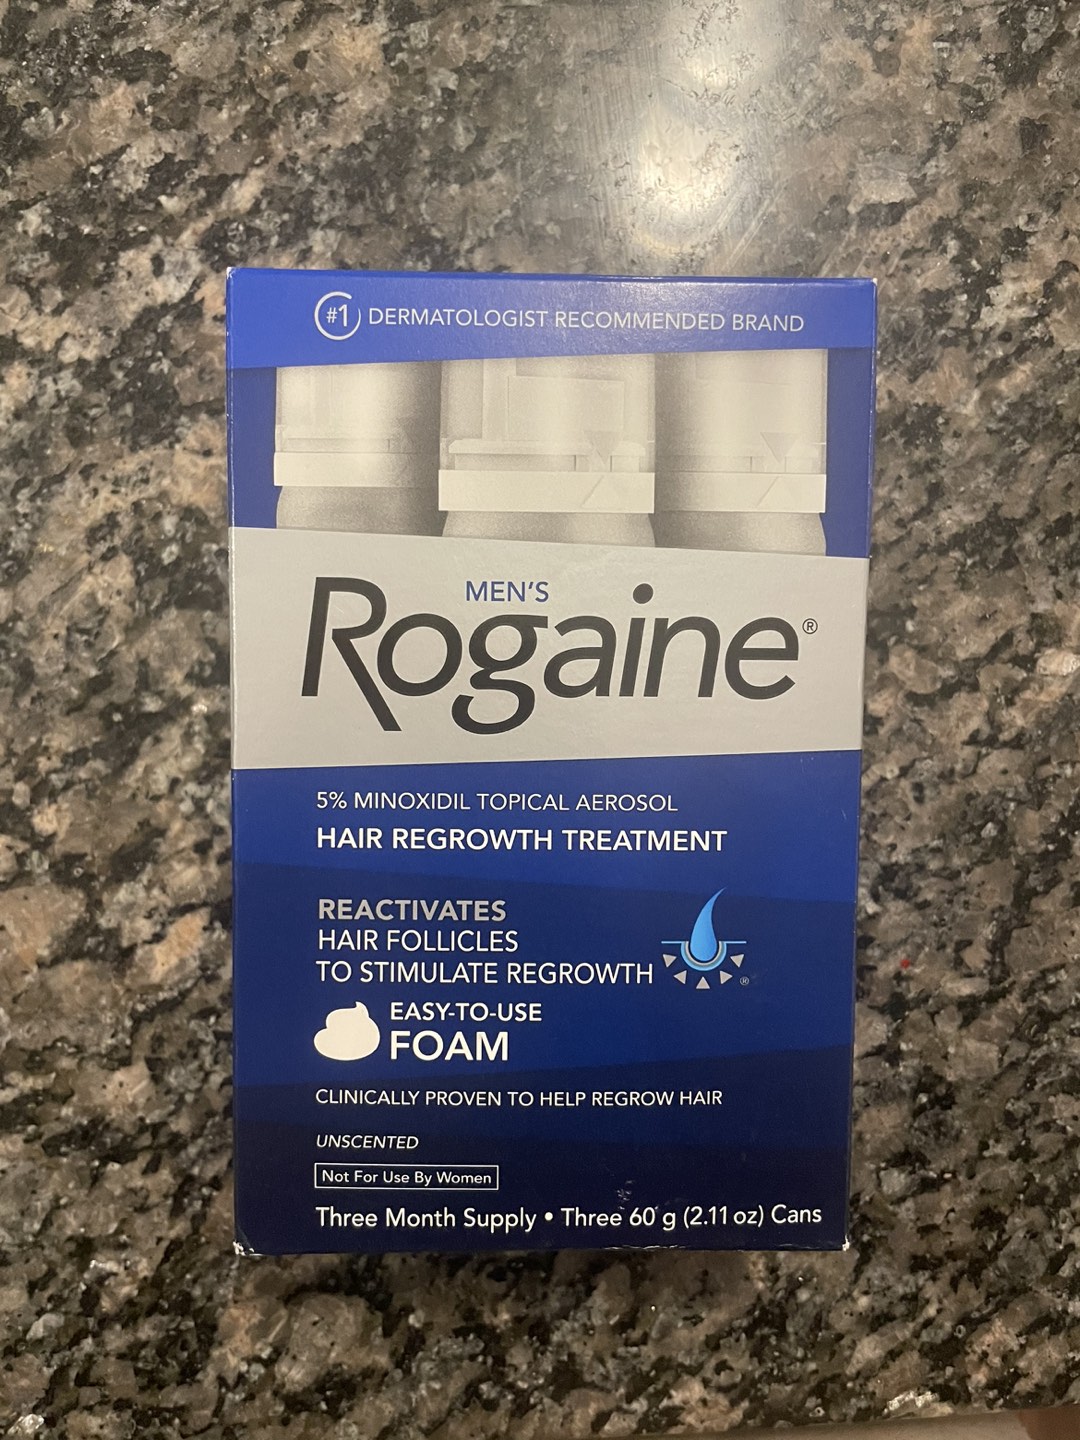 #1 DERMATOLOGIST RECOMMENDED BRAND
MEN'S
Rogaine®
5% MINOXIDIL TOPICAL AEROSOL
HAIR REGROWTH TREATMENT
REACTIVATES
HAIR FOLLICLES
TO STIMULATE REGROWTH
®
EASY-TO-USE
FOAM
CLINICALLY PROVEN TO HELP REGROW HAIR
UNSCENTED
Not For Use By Women
Three Month Supply • Three 60 g (2.11 oz) Cans